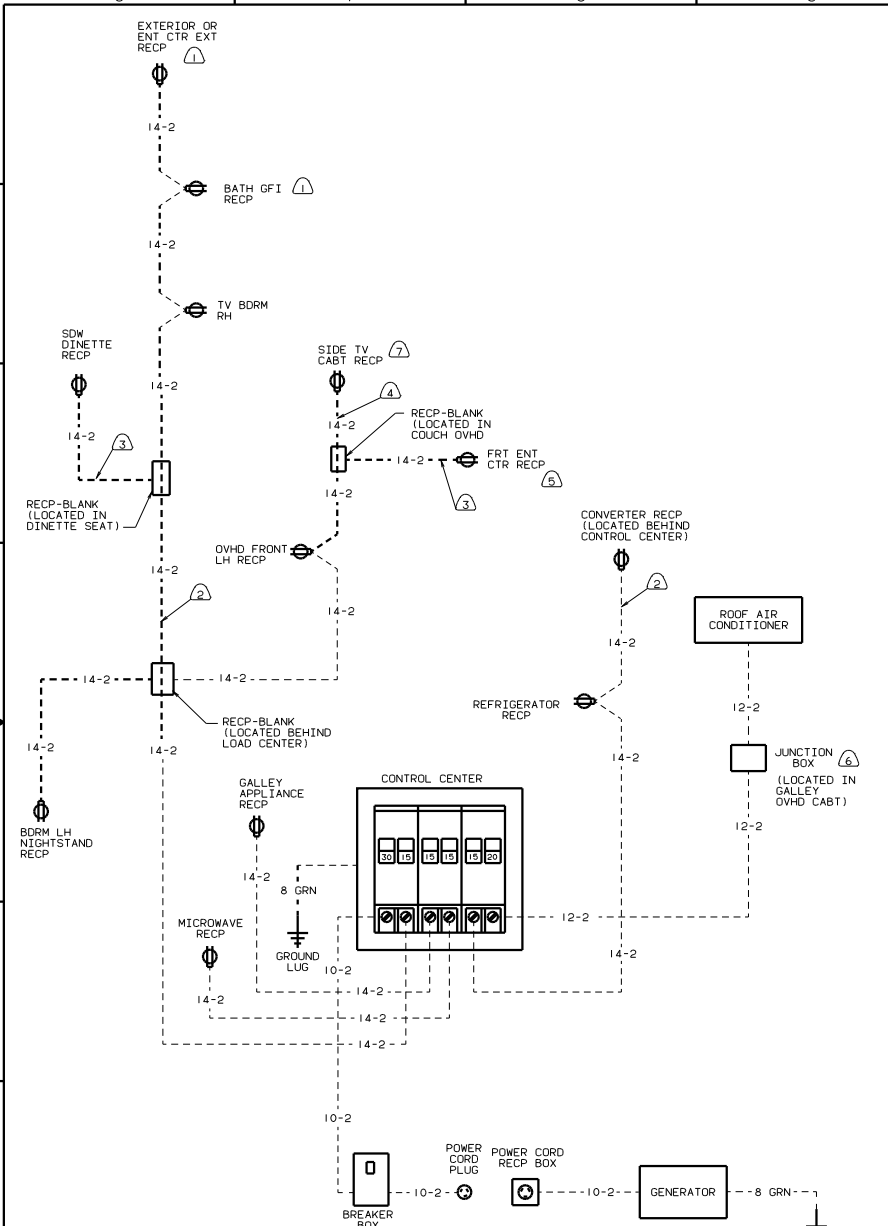 EXTERIOR OR
ENT CTR EXT
RECP
1
14-2
BATH GFI
RECP
1
14-2
TV BDRM
RH
SDW
DINETTE
RECP
14-2
14-2
3
RECP-BLANK
(LOCATED IN
DINETTE SEAT)
SIDE TV
CABT RECP
7
4
14-2
RECP-BLANK
(LOCATED IN
COUCH OVHD
14-2
FRT ENT
CTR RECP
5
3
14-2
OVHD FRONT
LH RECP
14-2
14-2
2
14-2
14-2
RECP-BLANK
(LOCATED BEHIND
LOAD CENTER)
14-2
14-2
BDRM LH
NIGHTSTAND
RECP
CONVERTER RECP
(LOCATED BEHIND
CONTROL CENTER)
2
14-2
REFRIGERATOR
RECP
14-2
ROOF AIR
CONDITIONER
12-2
JUNCTION
BOX
6
(LOCATED IN
GALLEY
OVHD CABT)
12-2
CONTROL CENTER
30 15 15 15 15 20
GALLEY
APPLIANCE
RECP
14-2
8 GRN
GROUND
LUG
12-2
MICROWAVE
RECP
14-2
10-2
14-2
14-2
14-2
14-2
10-2
BREAKER
BOX
10-2
POWER
CORD
PLUG
POWER CORD
RECP BOX
10-2
GENERATOR
8 GRN